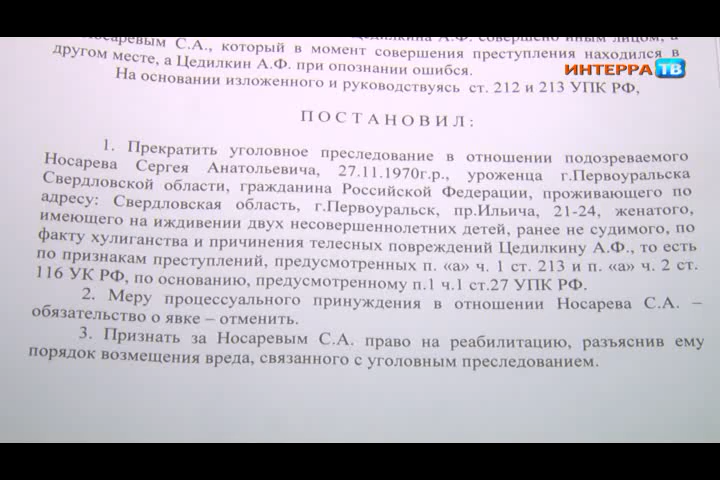 Цедилкина А.Ф. совершено иным лицом, а
Носаревым С.А., который в момент совершения преступления находился в
другом месте, а Цедилкин А.Ф. при опознании ошибся.
ИНТЕРРА ТВ
На основании изложенного и руководствуясь ст. 212 и 213 УПК РФ,
ПОСТАНОВИЛ:
1. Прекратить уголовное преследование в отношении подозреваемого
Носарева Сергея Анатольевича, 27.11.1970г.р., уроженца г.Первоуральска
Свердловской области, гражданина Российской Федерации, проживающего по
адресу: Свердловская область, г.Первоуральск, пр.Ильича, 21-24, женатого,
имеющего на иждивении двух несовершеннолетних детей, ранее не судимого, по
факту хулиганства и причинения телесных повреждений Цедилкину А.Ф., то есть
по признакам преступлений, предусмотренных п. «а» ч. 1 ст. 213 и п. «а» ч. 2 ст.
116 УК РФ, по основанию, предусмотренному п.1 ч.1 ст.27 УПК РФ.
2. Меру процессуального принуждения в отношении Носарева С.А. –
обязательство о явке – отменить.
3. Признать за Носаревым С.А. право на реабилитацию, разъяснив ему
порядок возмещения вреда, связанного с уголовным преследованием.